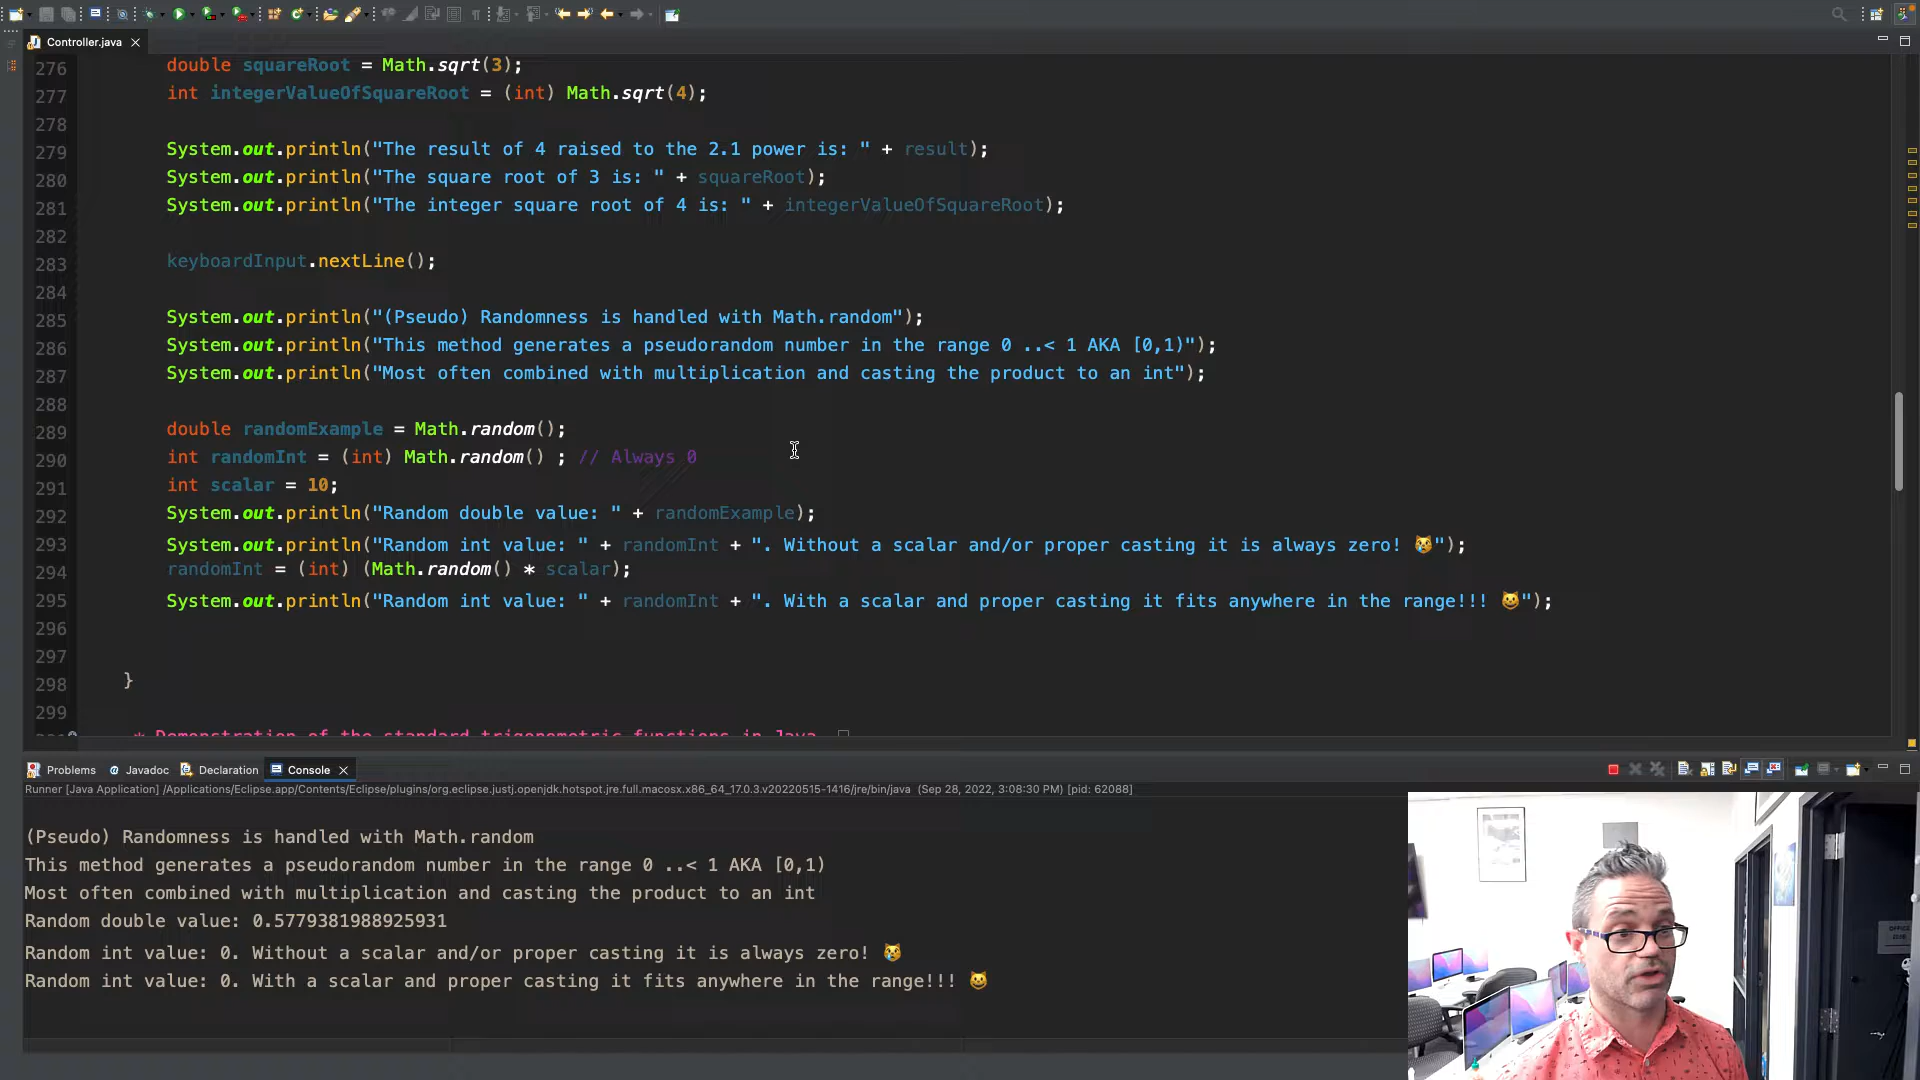 Controller.java
276 double squareRoot = Math.sqrt(3);
277 int integerValueOfSquareRoot = (int) Math.sqrt(4);
278
279 System.out.println("The result of 4 raised to the 2.1 power is: " + result);
280 System.out.println("The square root of 3 is: " + squareRoot);
281 System.out.println("The integer square root of 4 is: " + integerValueOfSquareRoot);
282
283 keyboardInput.nextLine();
284
285 System.out.println("(Pseudo) Randomness is handled with Math.random");
286 System.out.println("This method generates a pseudorandom number in the range 0 ..< 1 AKA [0,1)");
287 System.out.println("Most often combined with multiplication and casting the product to an int");
288
289 double randomExample = Math.random();
290 int randomInt = (int) Math.random() ; // Always 0
291 int scalar = 10;
292 System.out.println("Random double value: " + randomExample);
293 System.out.println("Random int value: " + randomInt + ". Without a scalar and/or proper casting it is always zero! 😿");
294 randomInt = (int) (Math.random() * scalar);
295 System.out.println("Random int value: " + randomInt + ". With a scalar and proper casting it fits anywhere in the range!!! 😺");
296
297
298 }
299
* Demonstration of the standard trigonometric functions in Java.
Problems Javadoc Declaration Console
Runner [Java Application] /Applications/Eclipse.app/Contents/Eclipse/plugins/org.eclipse.justj.openjdk.hotspot.jre.full.macosx.x86_64_17.0.3.v20220515-1416/jre/bin/java (Sep 28, 2022, 3:08:30 PM) [pid: 62088]
(Pseudo) Randomness is handled with Math.random
This method generates a pseudorandom number in the range 0 ..< 1 AKA [0,1)
Most often combined with multiplication and casting the product to an int
Random double value: 0.5779381988925931
Random int value: 0. Without a scalar and/or proper casting it is always zero! 😿
Random int value: 0. With a scalar and proper casting it fits anywhere in the range!!! 😺
OFFICE